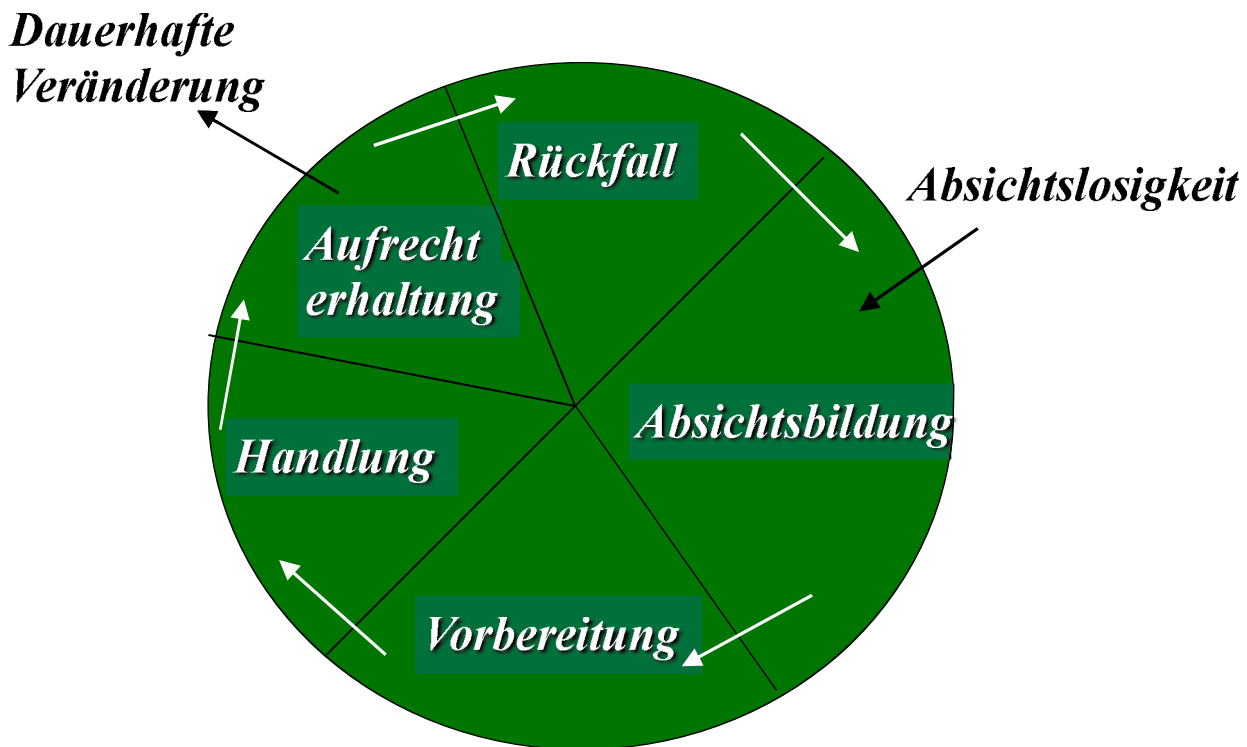 Dauerhafte
Veränderung
Rückfall
Absichtslosigkeit
Aufrecht
erhaltung
Absichtsbildung
Handlung
Vorbereitung